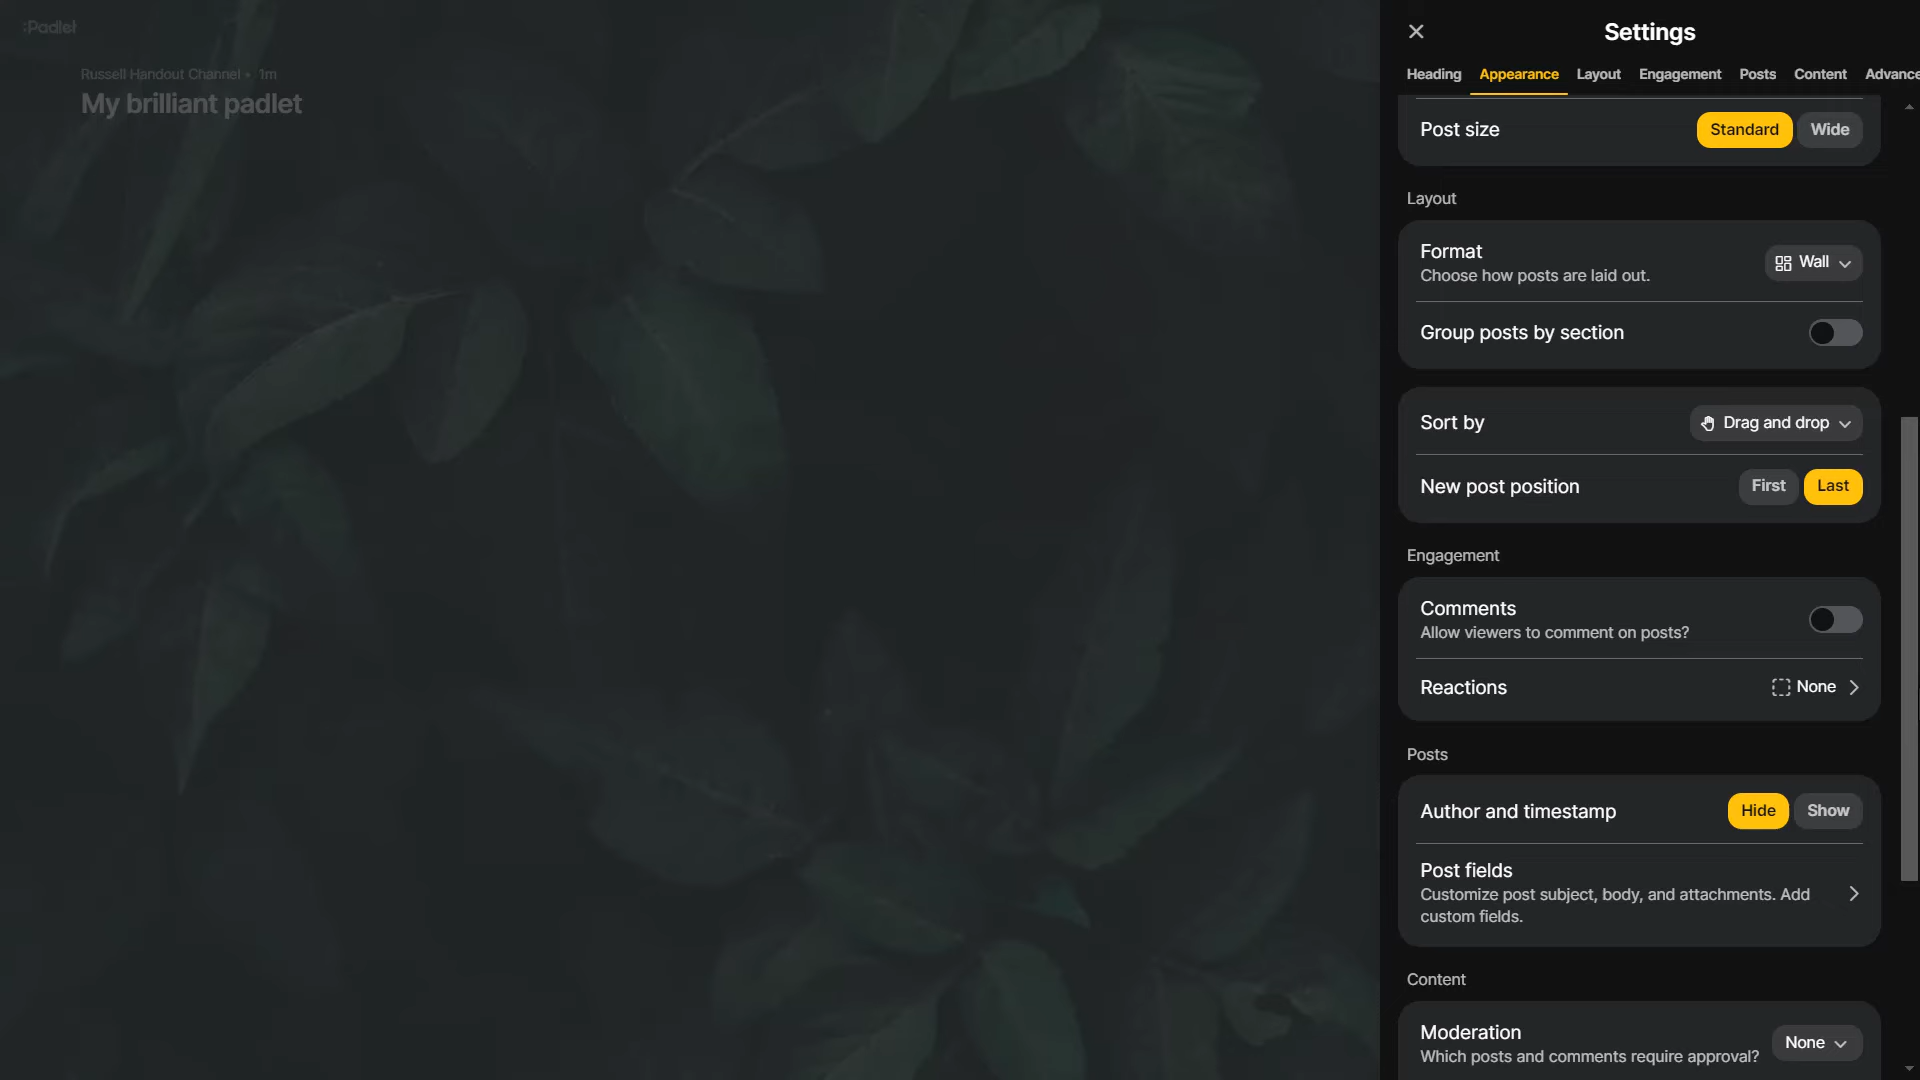 :Padlet
Russell Handout Channel • 1m
My brilliant padlet
Settings
Heading Appearance Layout Engagement Posts Content Advance
Post size Standard Wide
Layout
Format
Choose how posts are laid out.
Wall
Group posts by section
Sort by Drag and drop
New post position First Last
Engagement
Comments
Allow viewers to comment on posts?
Reactions None
Posts
Author and timestamp Hide Show
Post fields
Customize post subject, body, and attachments. Add
custom fields.
Content
Moderation
Which posts and comments require approval?
None